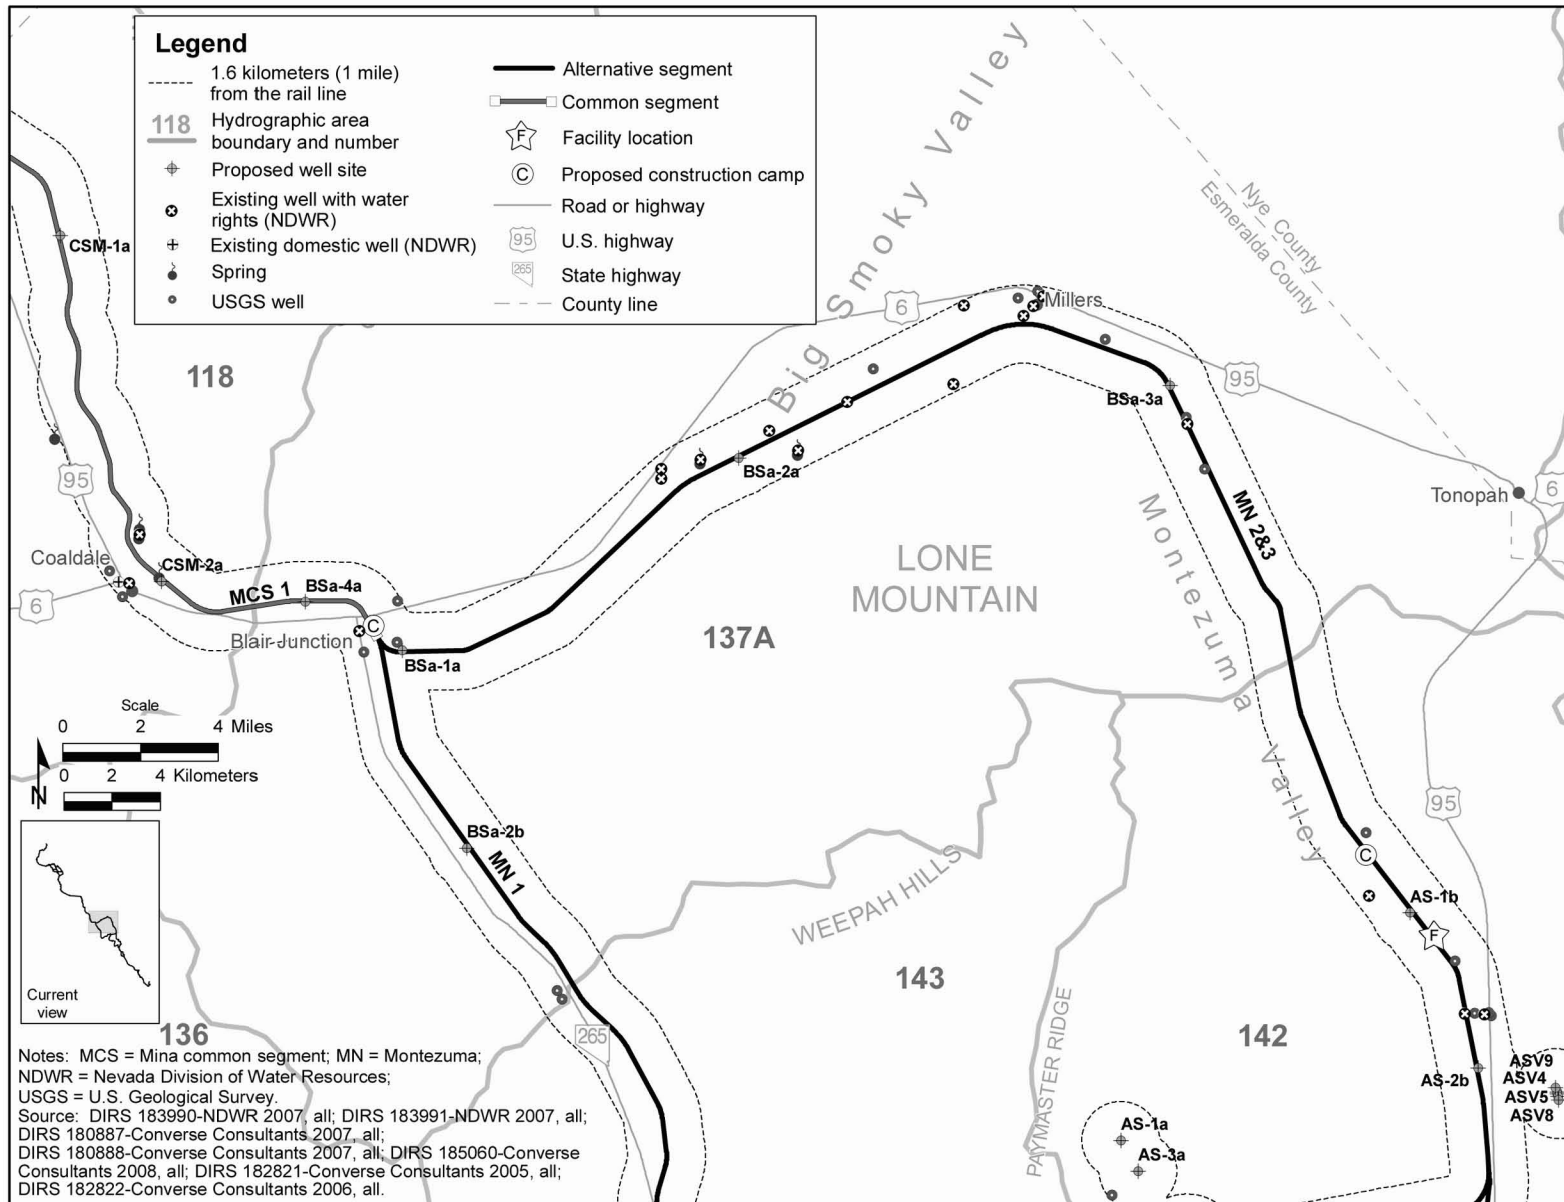 Legend
1.6 kilometers (1 mile)
from the rail line
118 Hydrographic area
boundary and number
Proposed well site
Existing well with water
rights (NDWR)
Existing domestic well (NDWR)
Spring
USGS well
Alternative segment
Common segment
F Facility location
C Proposed construction camp
Road or highway
95 U.S. highway
265 State highway
County line
Big Smoky Valley
Nye County
Esmeralda County
CSM-1a
6
Millers
118
95
BSa-3a
95
BSa-2a
Tonopah
6
MN 2&3
Montezuma Valley
Coaldale
CSM-2a
LONE
MOUNTAIN
6
MCS 1
BSa-4a
C
Blair Junction
137A
BSa-1a
Scale
0 2 4 Miles
0 2 4 Kilometers
N
95
BSa-2b
MN 1
C
WEEPAH HILLS
AS-1b
F
Current
view
143
136
265
142
PAYMASTER RIDGE
AS-2b
ASV9
ASV4
ASV5
ASV8
AS-1a
AS-3a
Notes: MCS = Mina common segment; MN = Montezuma;
NDWR = Nevada Division of Water Resources;
USGS = U.S. Geological Survey.
Source: DIRS 183990-NDWR 2007, all; DIRS 183991-NDWR 2007, all;
DIRS 180887-Converse Consultants 2007, all;
DIRS 180888-Converse Consultants 2007, all; DIRS 185060-Converse
Consultants 2008, all; DIRS 182821-Converse Consultants 2005, all;
DIRS 182822-Converse Consultants 2006, all.